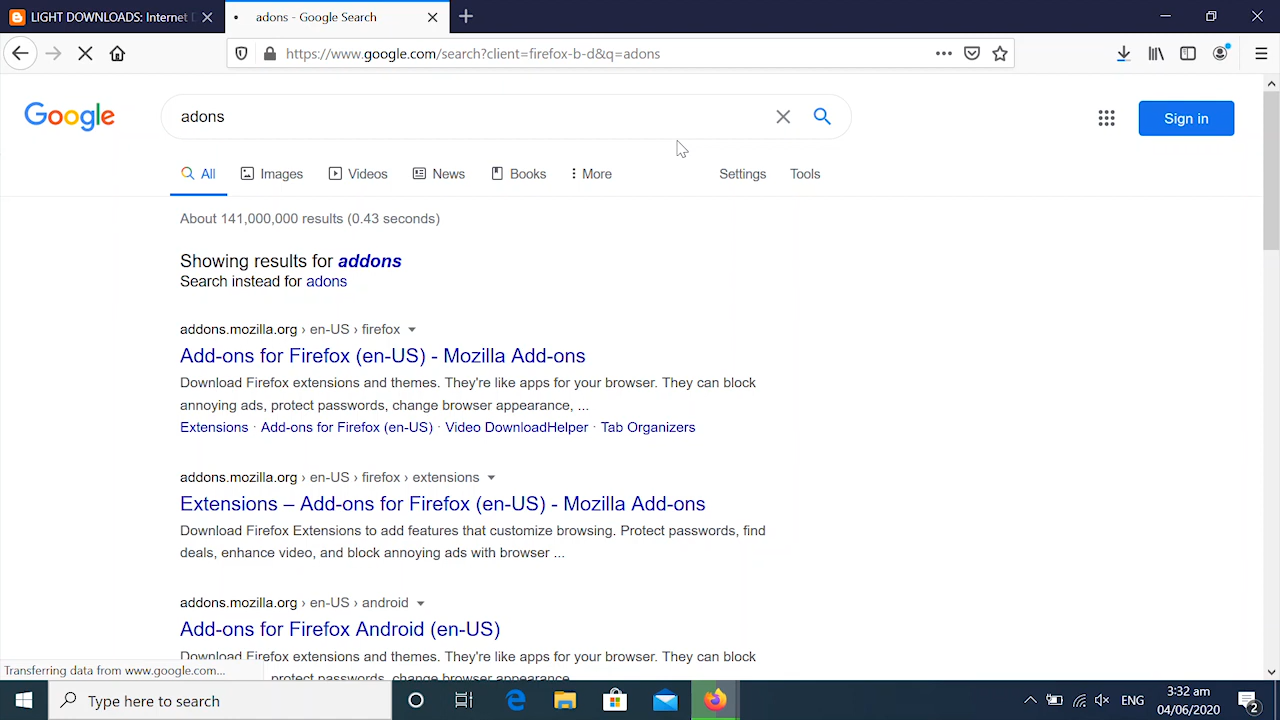 LIGHT DOWNLOADS: Internet D
adons - Google Search
https://www.google.com/search?client=firefox-b-d&q=adons
Google
adons
Sign in
All
Images
Videos
News
Books
More
Settings
Tools
About 141,000,000 results (0.43 seconds)
Showing results for addons
Search instead for adons
addons.mozilla.org › en-US › firefox
Add-ons for Firefox (en-US) - Mozilla Add-ons
Download Firefox extensions and themes. They're like apps for your browser. They can block
annoying ads, protect passwords, change browser appearance, ...
Extensions · Add-ons for Firefox (en-US) · Video DownloadHelper · Tab Organizers
addons.mozilla.org › en-US › firefox › extensions
Extensions – Add-ons for Firefox (en-US) - Mozilla Add-ons
Download Firefox Extensions to add features that customize browsing. Protect passwords, find
deals, enhance video, and block annoying ads with browser ...
addons.mozilla.org › en-US › android
Add-ons for Firefox Android (en-US)
Download Firefox extensions and themes. They're like apps for your browser. They can block
protect passwords, change browser appearance
Transferring data from www.google.com...
Type here to search
ENG
3:32 am
04/06/2020
2